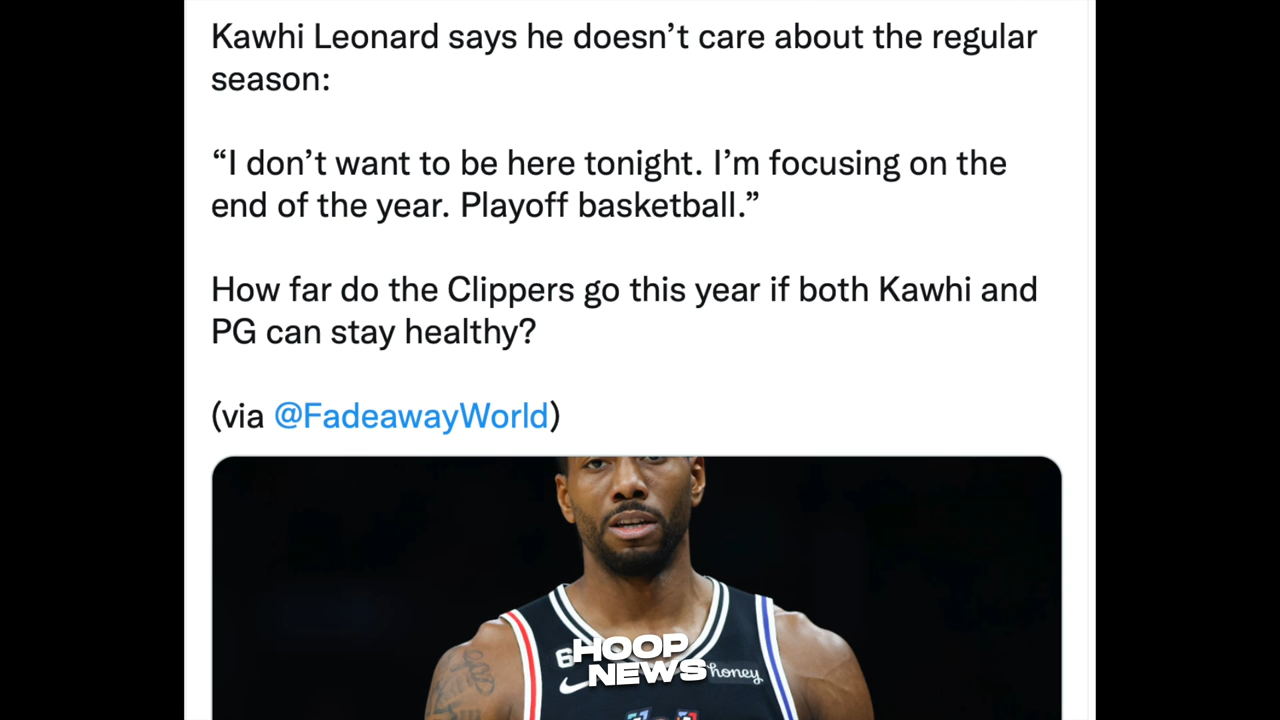 Kawhi Leonard says he doesn’t care about the regular
season:
“I don’t want to be here tonight. I’m focusing on the
end of the year. Playoff basketball.”
How far do the Clippers go this year if both Kawhi and
PG can stay healthy?
(via @FadeawayWorld)
6
HOOP
NEWS
honey